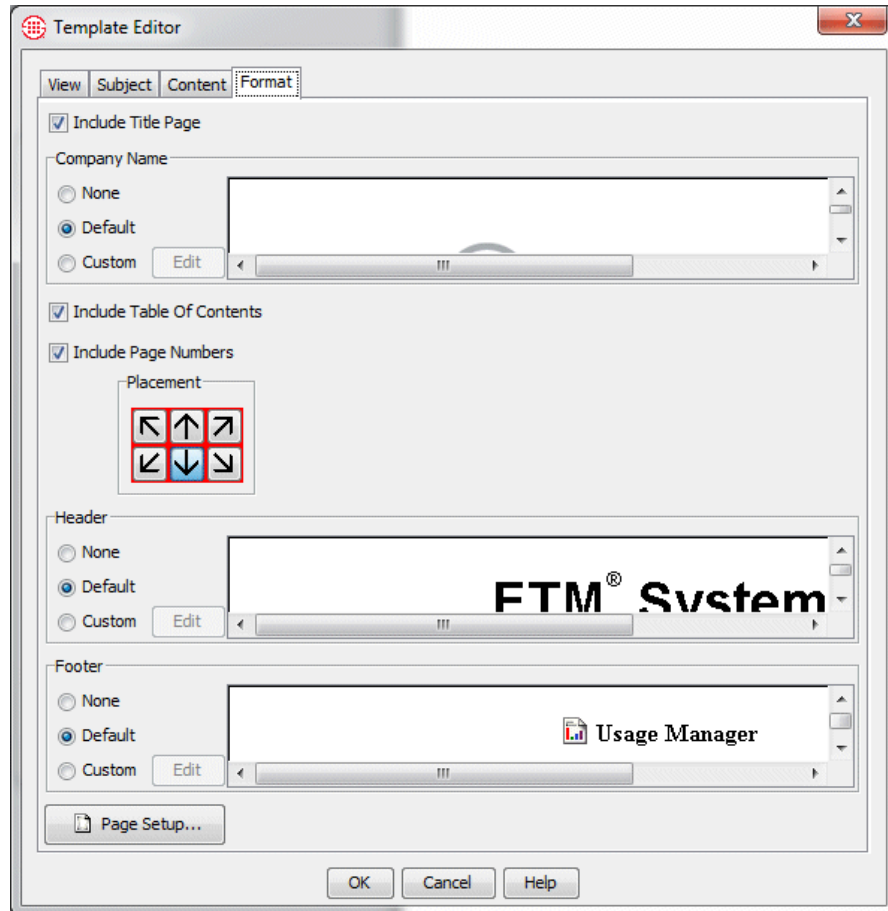 Template Editor
View Subject Content Format
Include Title Page
Company Name
None
Default
Custom Edit
Include Table Of Contents
Include Page Numbers
Placement
Header
None
Default
Custom Edit
ETM® System
Footer
None
Default
Custom Edit
Usage Manager
Page Setup...
OK Cancel Help